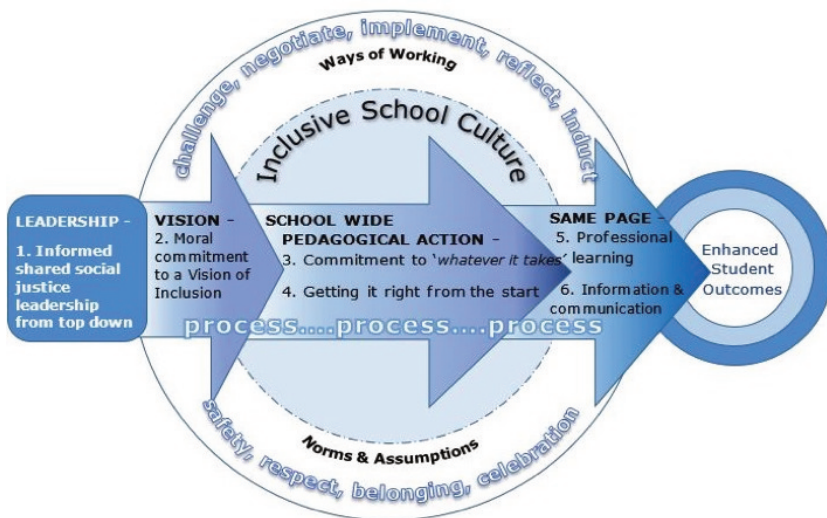 challenge, negotiate, implement, reflect, induct
Ways of Working
Inclusive School Culture
LEADERSHIP -
1. Informed
shared social
justice
leadership
from top down
VISION -
2. Moral
commitment
to a Vision of
Inclusion
SCHOOL WIDE
PEDAGOGICAL ACTION -
3. Commitment to ‘whatever it takes’
4. Getting it right from the start
SAME PAGE -
5. Professional
learning
6. Information &
communication
Enhanced
Student
Outcomes
process....process....process
Norms & Assumptions
safety, respect, belonging, celebration